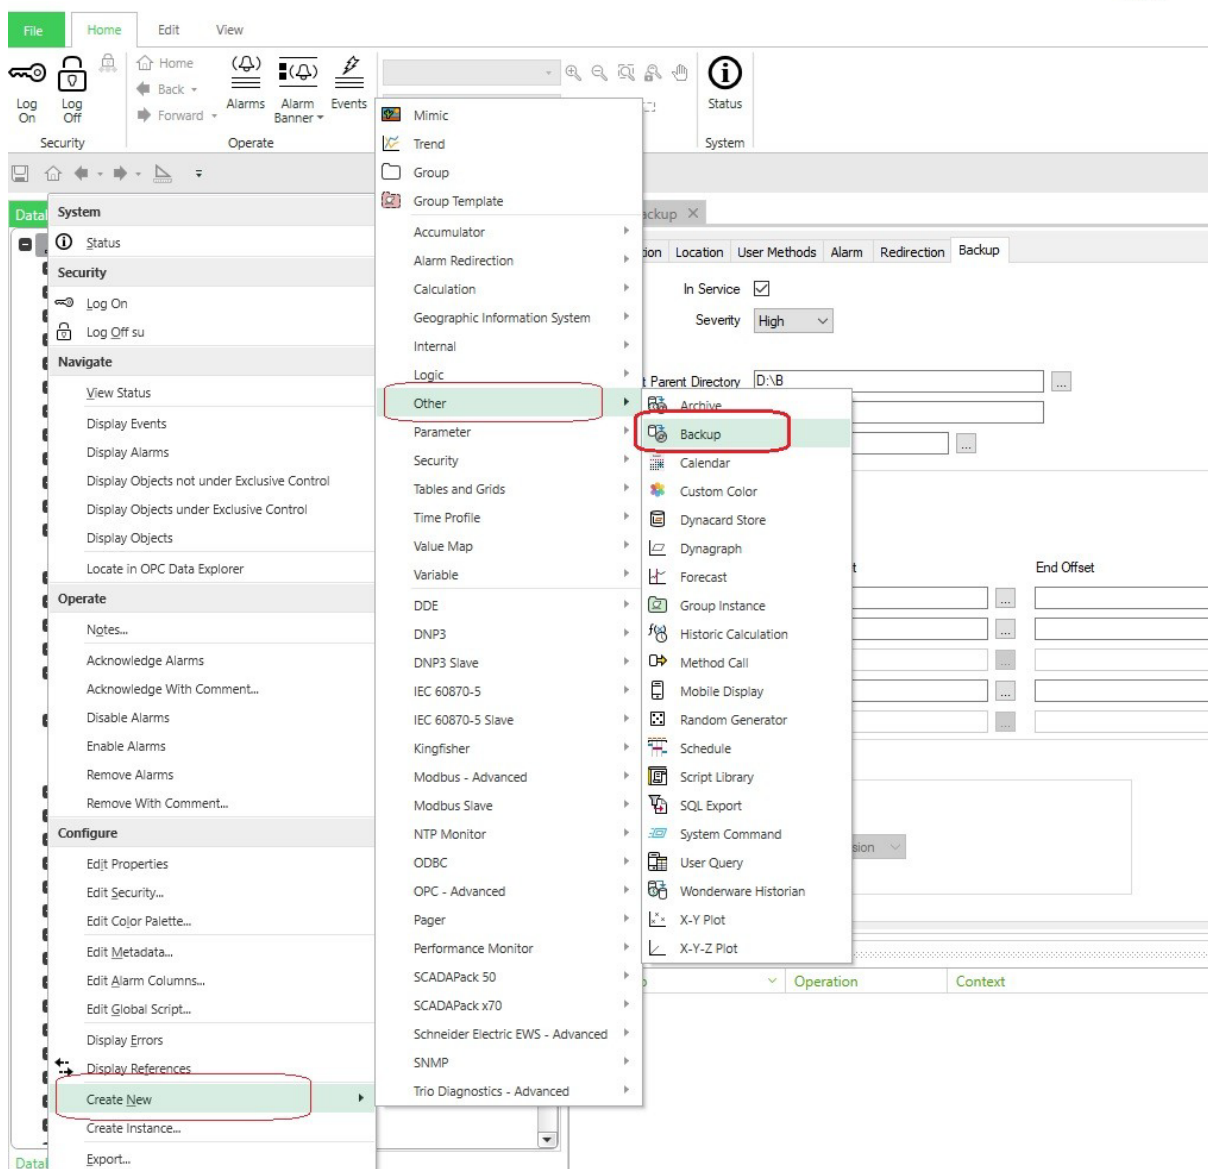 File Home Edit View
Home
Back
Forward
Log On
Log Off
Alarms
Alarm Banner
Events
Status
Security
Operate
System
System
Status
Security
Log On
Log Off su
Navigate
View Status
Display Events
Display Alarms
Display Objects not under Exclusive Control
Display Objects under Exclusive Control
Display Objects
Locate in OPC Data Explorer
Operate
Notes...
Acknowledge Alarms
Acknowledge With Comment...
Disable Alarms
Enable Alarms
Remove Alarms
Remove With Comment...
Configure
Edit Properties
Edit Security...
Edit Color Palette...
Edit Metadata...
Edit Alarm Columns...
Edit Global Script...
Display Errors
Display References
Create New
Create Instance...
Export...
Mimic
Trend
Group
Group Template
Accumulator
Alarm Redirection
Calculation
Geographic Information System
Internal
Logic
Other
Parameter
Security
Tables and Grids
Time Profile
Value Map
Variable
DDE
DNP3
DNP3 Slave
IEC 60870-5
IEC 60870-5 Slave
Kingfisher
Modbus - Advanced
Modbus Slave
NTP Monitor
ODBC
OPC - Advanced
Pager
Performance Monitor
SCADAPack 50
SCADAPack x70
Schneider Electric EWS - Advanced
SNMP
Trio Diagnostics - Advanced
Archive
Backup
Calendar
Custom Color
Dynacard Store
Dynagraph
Forecast
Group Instance
Historic Calculation
Method Call
Mobile Display
Random Generator
Schedule
Script Library
SQL Export
System Command
User Query
Wonderware Historian
X-Y Plot
X-Y-Z Plot
Location User Methods Alarm Redirection Backup
In Service
Severity High
Parent Directory D:\B
End Offset
Operation Context